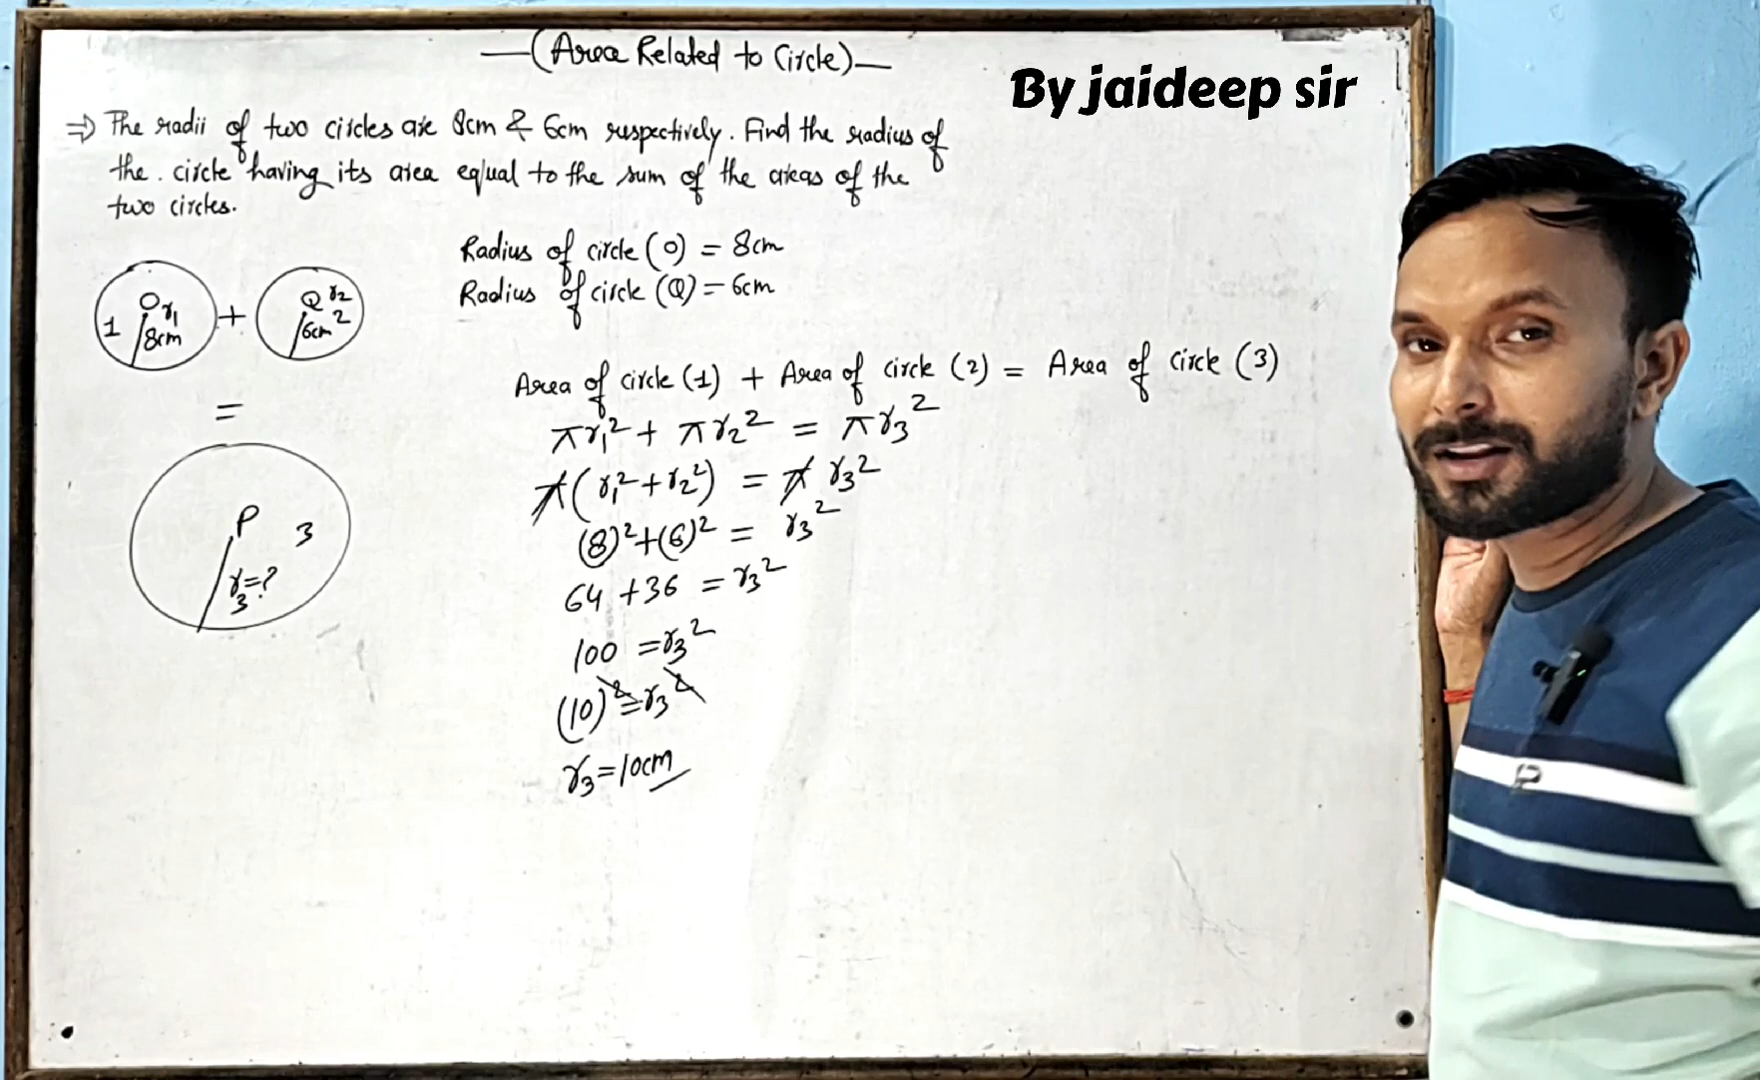 (Area Related to Circle)
By jaideep sir
⇒ The radii of two circles are 8cm & 6cm respectively. Find the radius of
the. circle having its area equal to the sum of the areas of the
two circles.
Radius of circle (O) = 8cm
Radius of circle (Q) = 6cm
O r₁
1 8cm
+
Q r₂
6cm 2
=
P 3
r₃=?
Area of circle (1) + Area of circle (2) = Area of circle (3)
πr₁² + πr₂² = πr₃²
π(r₁²+r₂²) = π r₃²
(8)²+(6)² = r₃²
64 +36 = r₃²
100 = r₃²
(10)² = r₃²
r₃=10cm